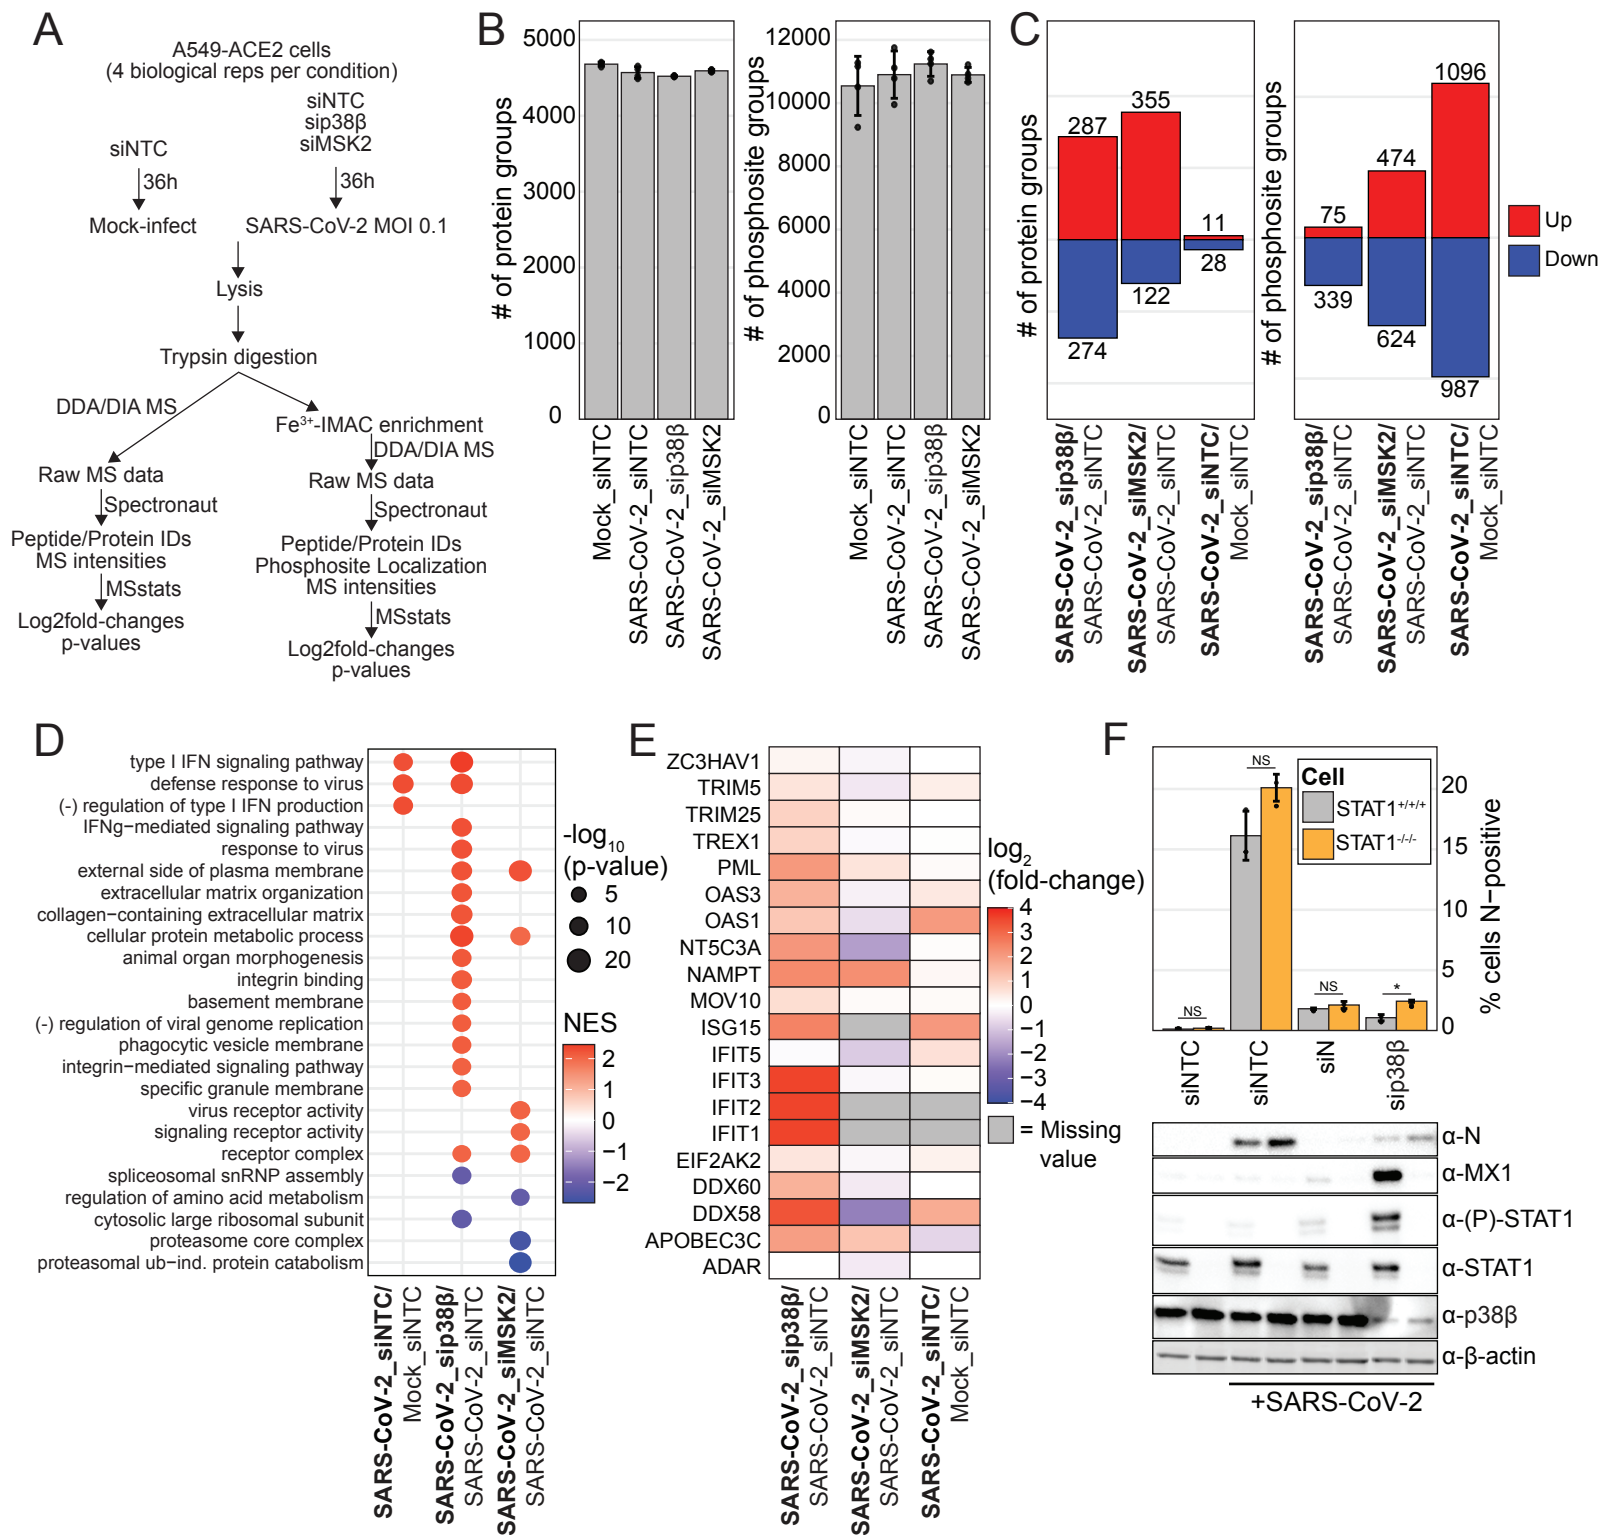 A
A549-ACE2 cells
(4 biological reps per condition)
siNTC
sip38β
siMSK2
siNTC
36h
36h
Mock-infect
SARS-CoV-2 MOI 0.1
Lysis
Trypsin digestion
DDA/DIA MS
Fe3+-IMAC enrichment
DDA/DIA MS
Raw MS data
Raw MS data
Spectronaut
Spectronaut
Peptide/Protein IDs
MS intensities
Peptide/Protein IDs
Phosphosite Localization
MS intensities
MSstats
MSstats
Log2fold-changes
p-values
Log2fold-changes
p-values
B
# of protein groups
5000
4000
3000
2000
1000
0
Mock_siNTC
SARS-CoV-2_siNTC
SARS-CoV-2_sip38β
SARS-CoV-2_siMSK2
# of phosphosite groups
12000
10000
8000
6000
4000
2000
0
Mock_siNTC
SARS-CoV-2_siNTC
SARS-CoV-2_sip38β
SARS-CoV-2_siMSK2
C
# of protein groups
287
355
11
274
122
28
SARS-CoV-2_sip38β/
SARS-CoV-2_siNTC
SARS-CoV-2_siMSK2/
SARS-CoV-2_siNTC
SARS-CoV-2_siNTC/
Mock_siNTC
# of phosphosite groups
75
474
1096
339
624
987
SARS-CoV-2_sip38β/
SARS-CoV-2_siNTC
SARS-CoV-2_siMSK2/
SARS-CoV-2_siNTC
SARS-CoV-2_siNTC/
Mock_siNTC
Up
Down
D
type I IFN signaling pathway
defense response to virus
(-) regulation of type I IFN production
IFNg−mediated signaling pathway
response to virus
external side of plasma membrane
extracellular matrix organization
collagen−containing extracellular matrix
cellular protein metabolic process
animal organ morphogenesis
integrin binding
basement membrane
(-) regulation of viral genome replication
phagocytic vesicle membrane
integrin−mediated signaling pathway
specific granule membrane
virus receptor activity
signaling receptor activity
receptor complex
spliceosomal snRNP assembly
regulation of amino acid metabolism
cytosolic large ribosomal subunit
proteasome core complex
proteasomal ub−ind. protein catabolism
SARS-CoV-2_siNTC/
Mock_siNTC
SARS-CoV-2_sip38β/
SARS-CoV-2_siNTC
SARS-CoV-2_siMSK2/
SARS-CoV-2_siNTC
-log10
(p-value)
5
10
20
NES
2
1
0
−1
−2
E
ZC3HAV1
TRIM5
TRIM25
TREX1
PML
OAS3
OAS1
NT5C3A
NAMPT
MOV10
ISG15
IFIT5
IFIT3
IFIT2
IFIT1
EIF2AK2
DDX60
DDX58
APOBEC3C
ADAR
SARS-CoV-2_sip38β/
SARS-CoV-2_siNTC
SARS-CoV-2_siMSK2/
SARS-CoV-2_siNTC
SARS-CoV-2_siNTC/
Mock_siNTC
log2
(fold-change)
4
3
2
1
0
−1
−2
−3
−4
= Missing
value
F
Cell
STAT1+/+/+
STAT1-/-/-
NS
NS
NS
*
20
15
10
5
0
% cells N−positive
siNTC
siNTC
siN
sip38β
α-N
α-MX1
α-(P)-STAT1
α-STAT1
α-p38β
α-β-actin
+SARS-CoV-2